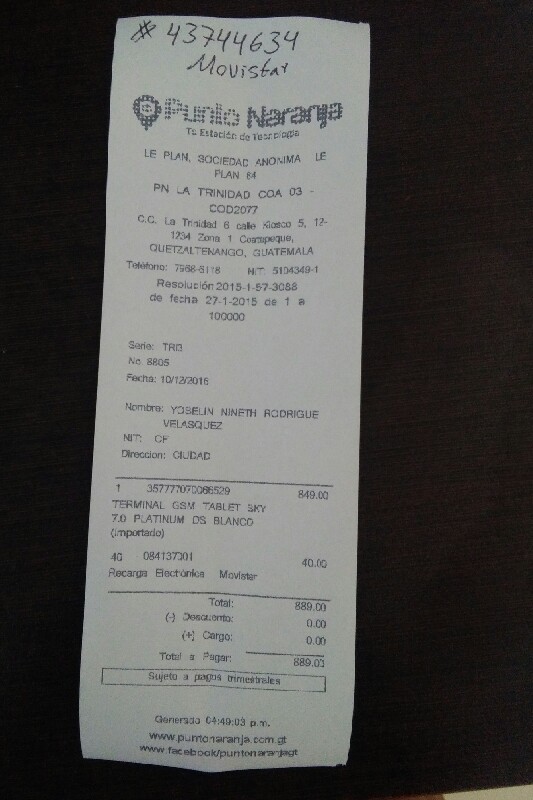 # 43744634
Movistar
Punto Naranja
Tu Estación de Tecnología
LE PLAN, SOCIEDAD ANONIMA LE
PLAN 64
PN LA TRINIDAD COA 03 -
COD2077
C.C. La Trinidad 6 calle Kiosco 5, 12-
1234 Zona 1 Coatepeque,
QUETZALTENANGO, GUATEMALA
Teléfono: 7968-5118 NIT: 5104349-1
Resolución 2015-1-57-3088
de fecha 27-1-2015 de 1 a
100000
Serie: TRI3
No. 8805
Fecha: 10/12/2015
Nombre: YOSELIN NINETH RODRIGUE
VELASQUEZ
NIT: CF
Direccion: CIUDAD
1 357777070066529 849.00
TERMINAL GSM TABLET SKY
7.0 PLATINUM DS BLANCO
(Importado)
40 084137001 40.00
Recarga Electrónica Movistar
Total: 889.00
(-) Descuento: 0.00
(+) Cargo: 0.00
Total a Pagar: 889.00
Sujeto a pagos trimestrales
Generado 04:49:03 p.m.
www.puntonaranja.com.gt
www.facebook/puntonaranjagt